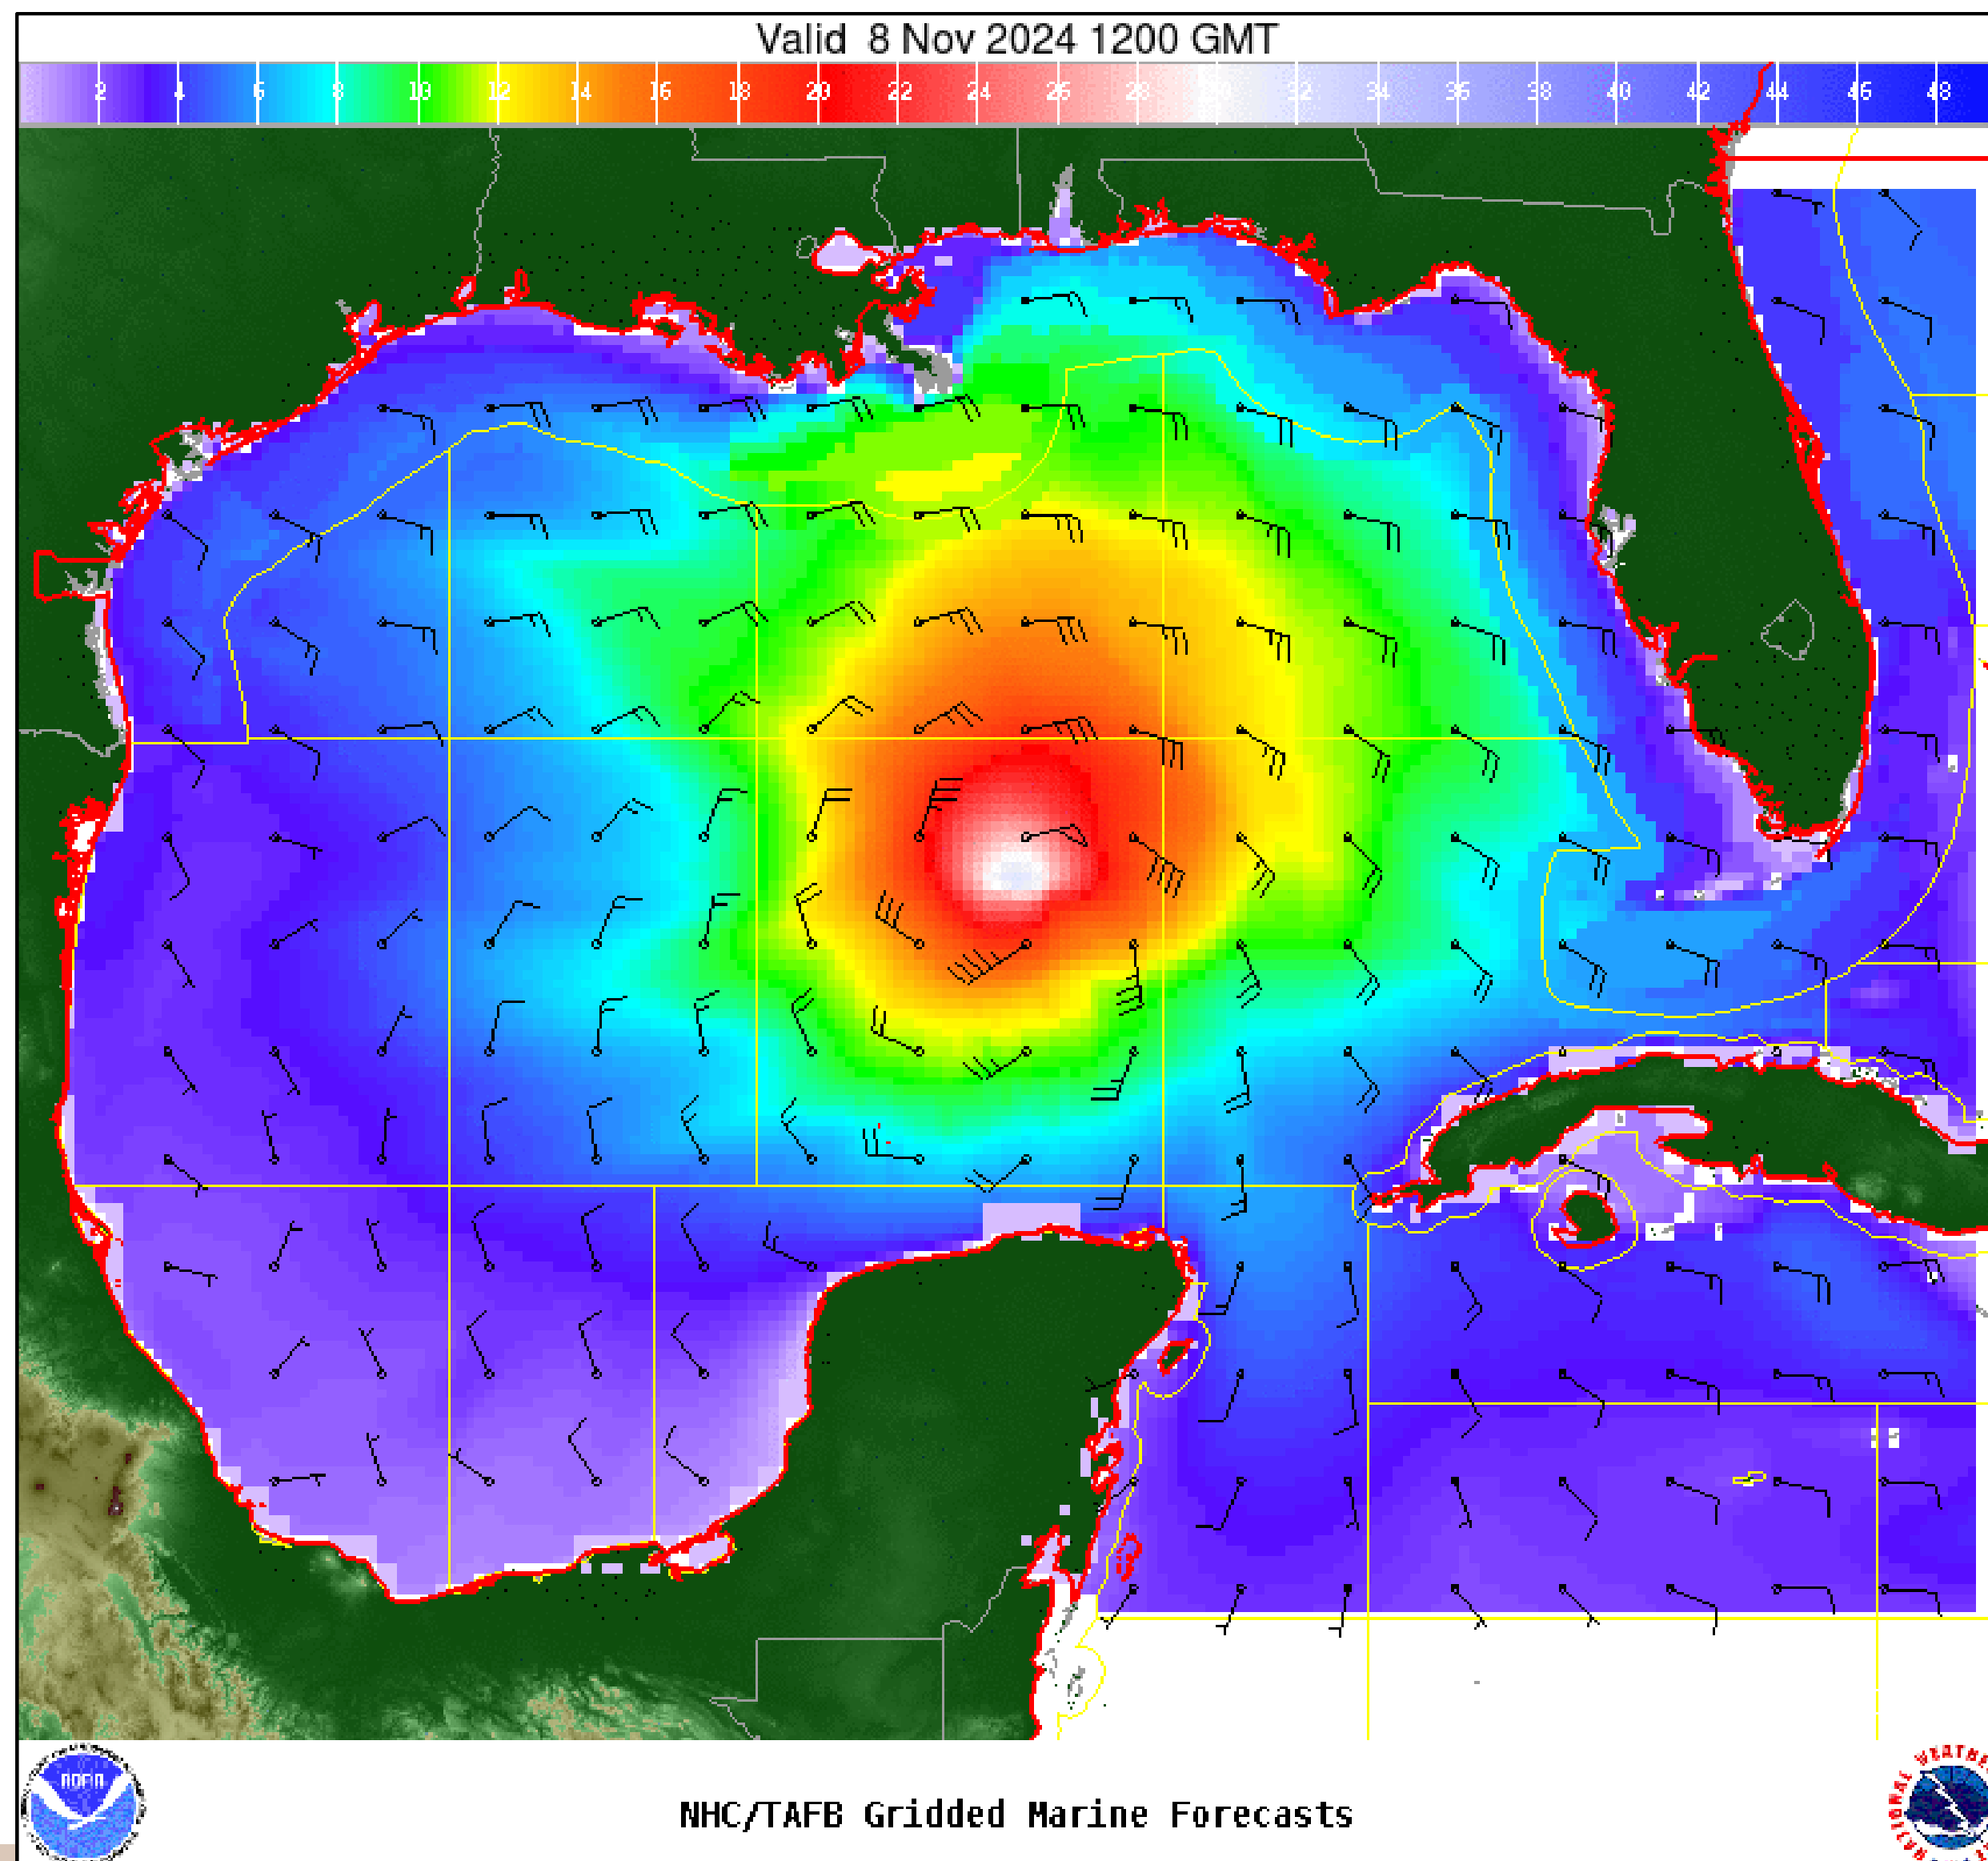 Valid 8 Nov 2024 1200 GMT
2 4 6 8 10 12 14 16 18 20 22 24 26 28 30 32 34 36 38 40 42 44 46 48
NOAA
NHC/TAFB Gridded Marine Forecasts